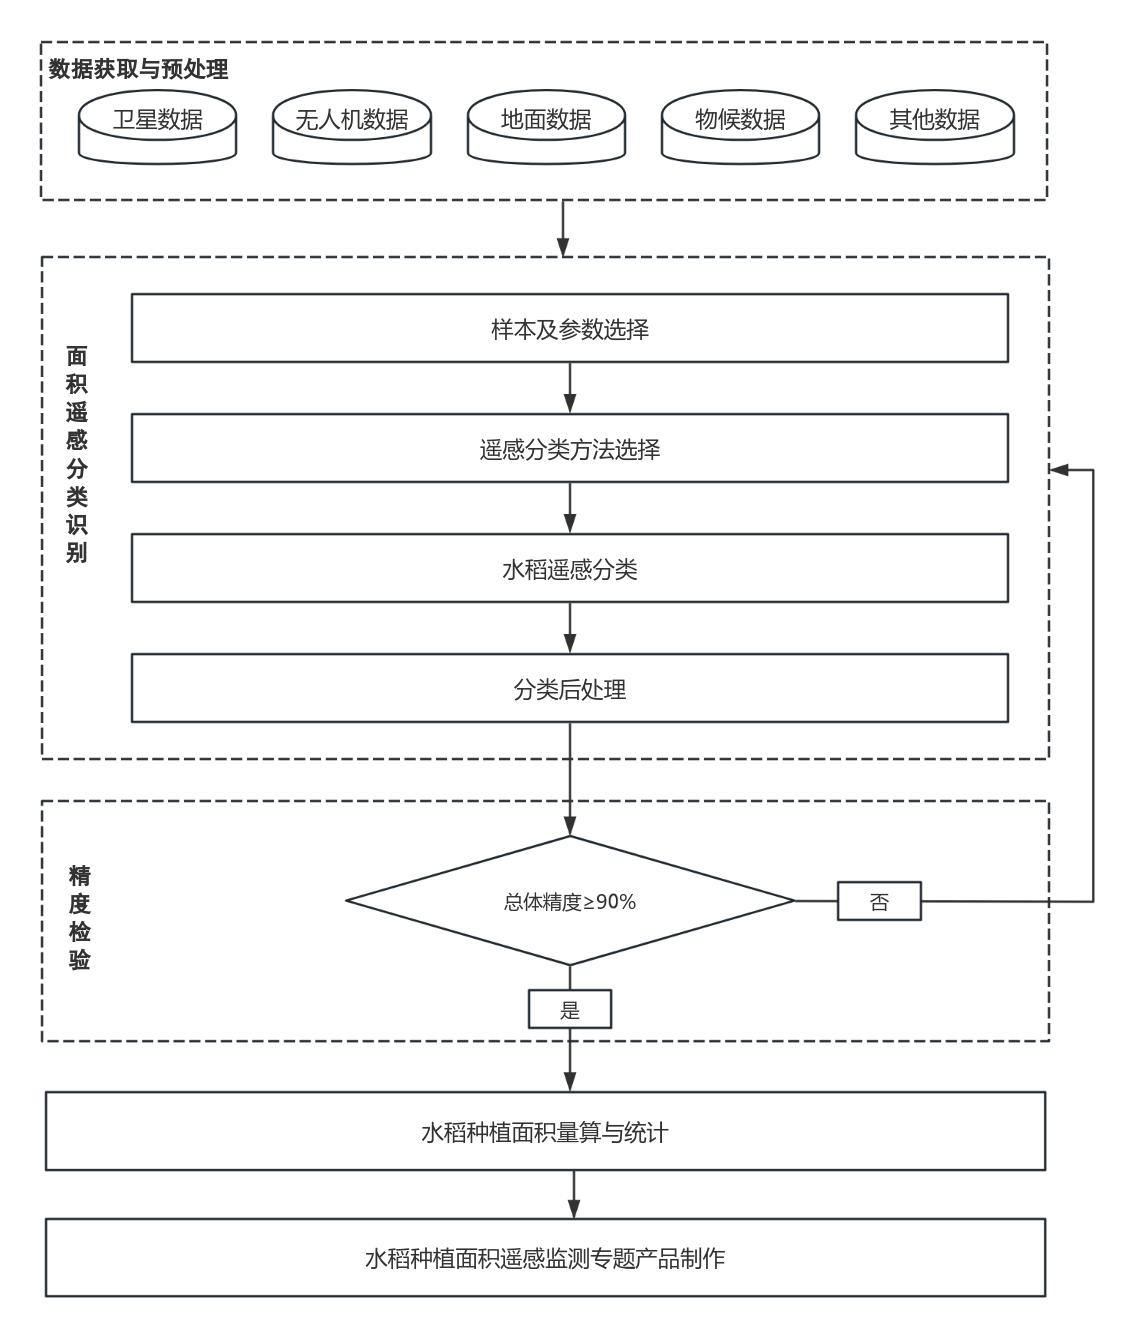 数据获取与预处理
卫星数据
无人机数据
地面数据
物候数据
其他数据
面积遥感分类识别
样本及参数选择
遥感分类方法选择
水稻遥感分类
分类后处理
精度检验
总体精度≥90%
否
是
水稻种植面积量算与统计
水稻种植面积遥感监测专题产品制作